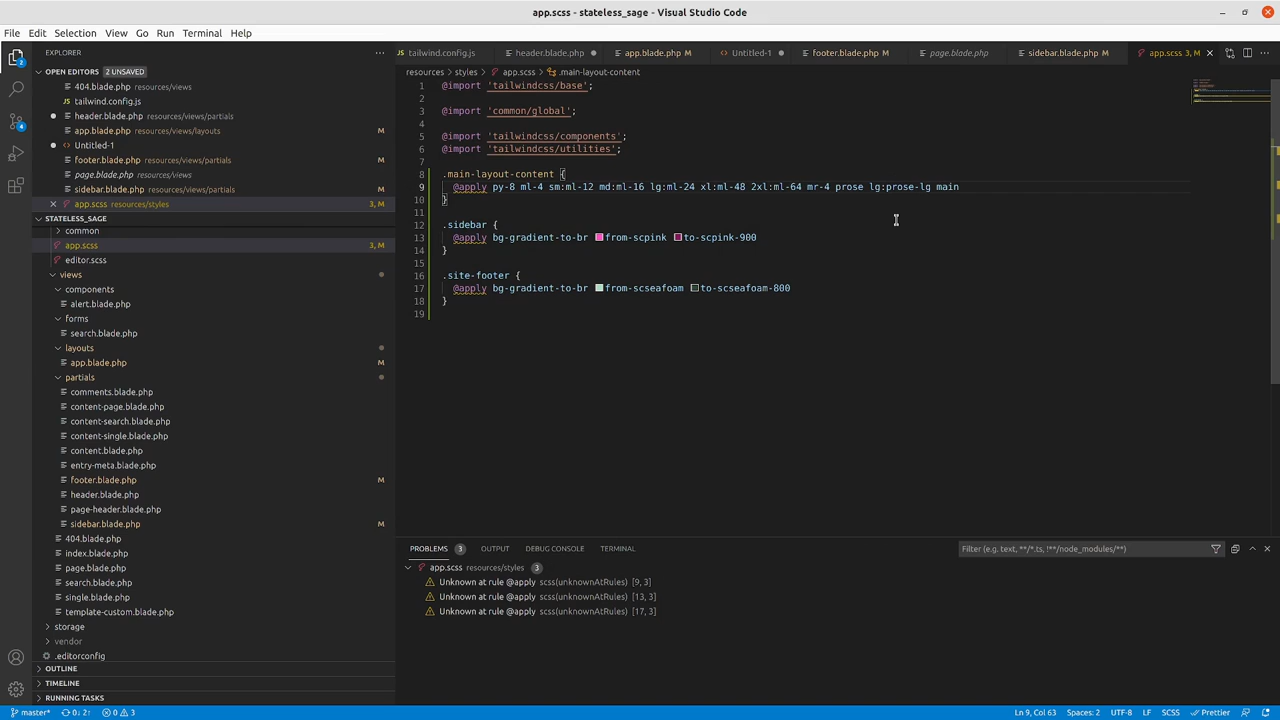 app.scss - stateless_sage - Visual Studio Code
File Edit Selection View Go Run Terminal Help
EXPLORER
OPEN EDITORS 2 UNSAVED
404.blade.php resources/views
tailwind.config.js
header.blade.php resources/views/partials
app.blade.php resources/views/layouts M
Untitled-1
footer.blade.php resources/views/partials M
page.blade.php resources/views
sidebar.blade.php resources/views/partials M
app.scss resources/styles 3, M
STATELESS_SAGE
common
app.scss 3, M
editor.scss
views
components
alert.blade.php
forms
search.blade.php
layouts
app.blade.php M
partials
comments.blade.php
content-page.blade.php
content-search.blade.php
content-single.blade.php
content.blade.php
entry-meta.blade.php
footer.blade.php M
header.blade.php
page-header.blade.php
sidebar.blade.php M
404.blade.php
index.blade.php
page.blade.php
search.blade.php
single.blade.php
template-custom.blade.php
storage
vendor
.editorconfig
OUTLINE
TIMELINE
RUNNING TASKS
2
4
tailwind.config.js header.blade.php app.blade.php M Untitled-1 footer.blade.php M page.blade.php sidebar.blade.php M app.scss 3, M
resources > styles > app.scss > .main-layout-content
1 @import 'tailwindcss/base';
2
3 @import 'common/global';
4
5 @import 'tailwindcss/components';
6 @import 'tailwindcss/utilities';
7
8 .main-layout-content {
9 @apply py-8 ml-4 sm:ml-12 md:ml-16 lg:ml-24 xl:ml-48 2xl:ml-64 mr-4 prose lg:prose-lg main
10 }
11
12 .sidebar {
13 @apply bg-gradient-to-br from-scpink to-scpink-900
14 }
15
16 .site-footer {
17 @apply bg-gradient-to-br from-scseafoam to-scseafoam-800
18 }
19
PROBLEMS 3 OUTPUT DEBUG CONSOLE TERMINAL Filter (e.g. text, **/*.ts, !**/node_modules/**)
app.scss resources/styles 3
Unknown at rule @apply scss(unknownAtRules) [9, 3]
Unknown at rule @apply scss(unknownAtRules) [13, 3]
Unknown at rule @apply scss(unknownAtRules) [17, 3]
master* 0↓ 2↑ 0 3 Ln 9, Col 63 Spaces: 2 UTF-8 LF SCSS Prettier